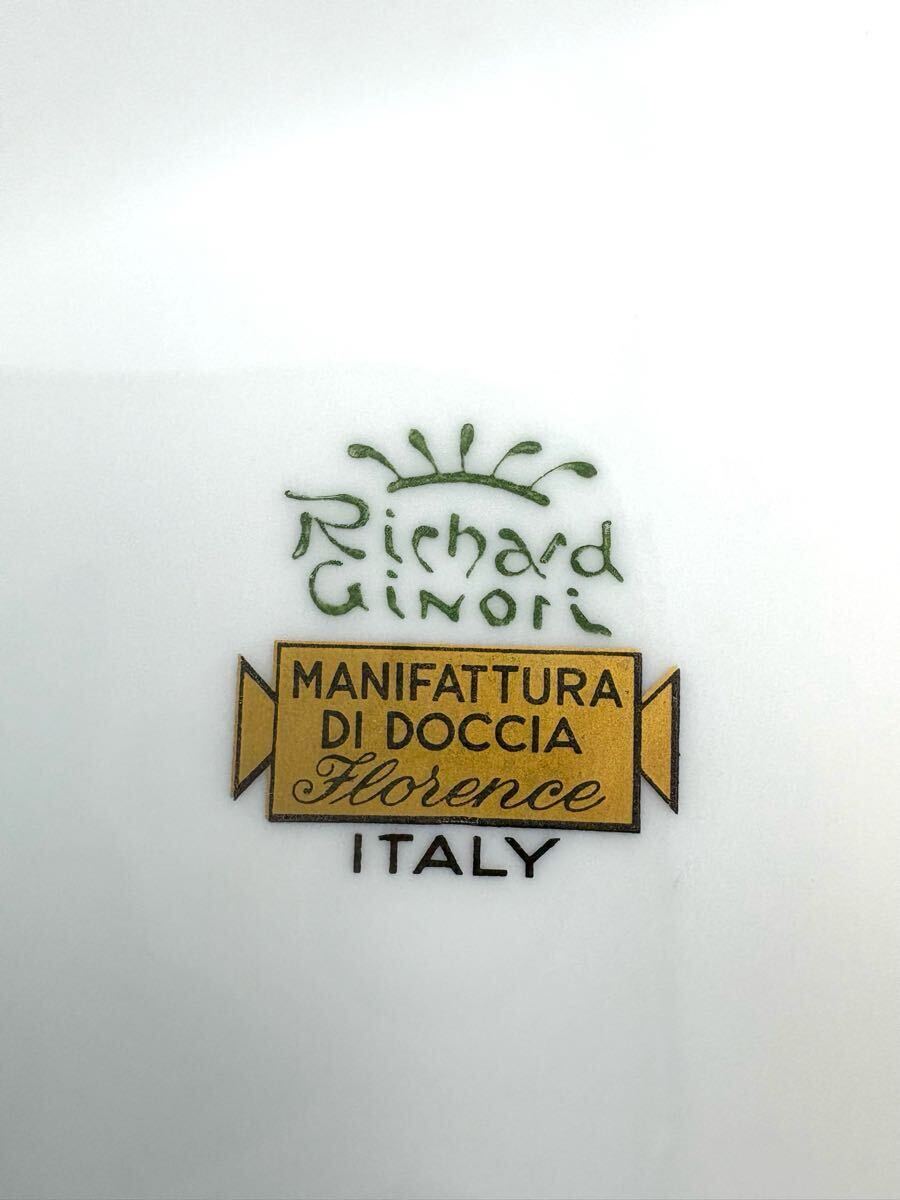 Richard
Ginori
MANIFATTURA
DI DOCCIA
Florence
ITALY